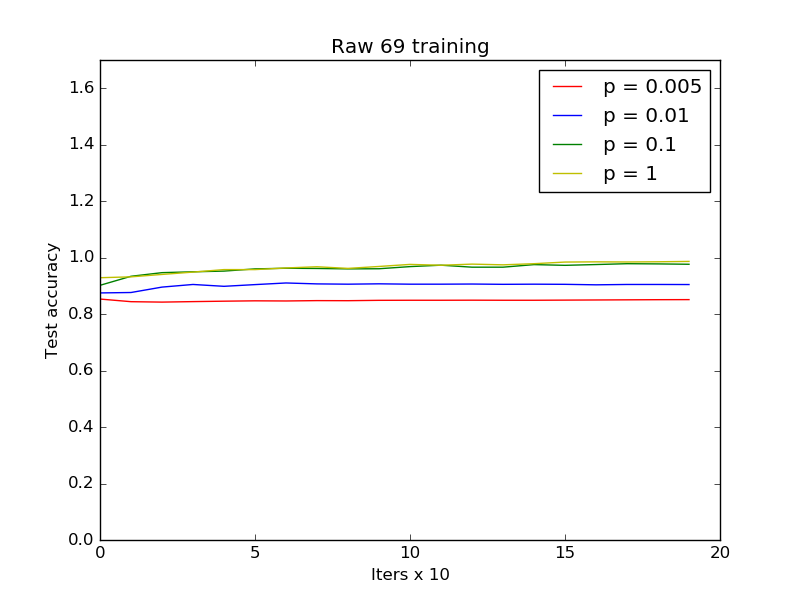 Raw 69 training
p = 0.005
p = 0.01
p = 0.1
p = 1
1.6
1.4
1.2
1.0
0.8
0.6
0.4
0.2
0.0
Test accuracy
0 5 10 15 20
Iters x 10